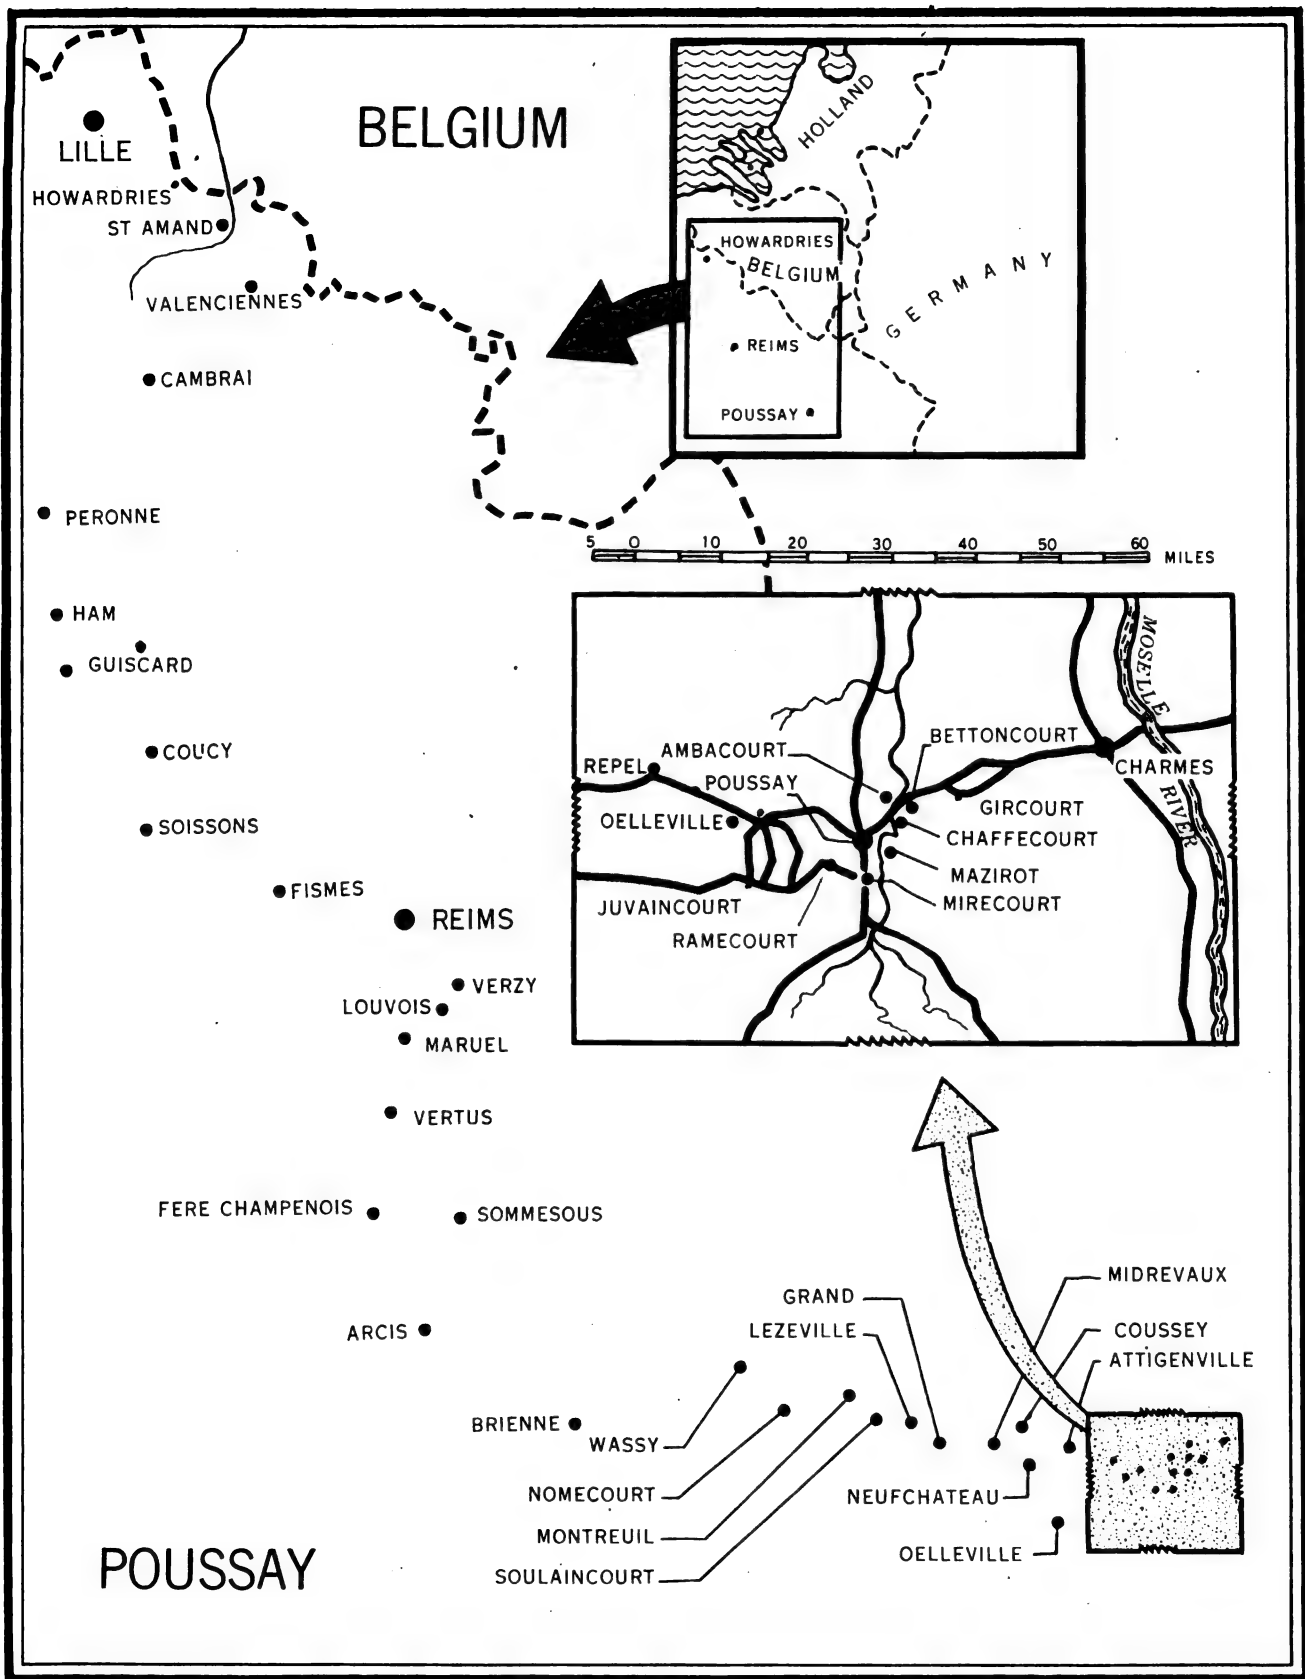 BELGIUM
LILLE
HOWARDRIES
ST AMAND
VALENCIENNES
CAMBRAI
PERONNE
HAM
GUISCARD
COUCY
SOISSONS
FISMES
REIMS
VERZY
LOUVOIS
MARUEL
VERTUS
FERE CHAMPENOIS
SOMMESOUS
ARCIS
BRIENNE
WASSY
NOMECOURT
MONTREUIL
SOULAINCOURT
GRAND
LEZEVILLE
MIDREVAUX
COUSSEY
ATTIGENVILLE
NEUFCHATEAU
OELLEVILLE
POUSSAY
HOLLAND
HOWARDRIES
BELGIUM
GERMANY
REIMS
POUSSAY
5 0 10 20 30 40 50 60 MILES
MOSELLE RIVER
BETTONCOURT
AMBACOURT
REPEL
POUSSAY
CHARMES
OELLEVILLE
GIRCOURT
CHAFFECOURT
MAZIROT
JUVAINCOURT
MIRECOURT
RAMECOURT